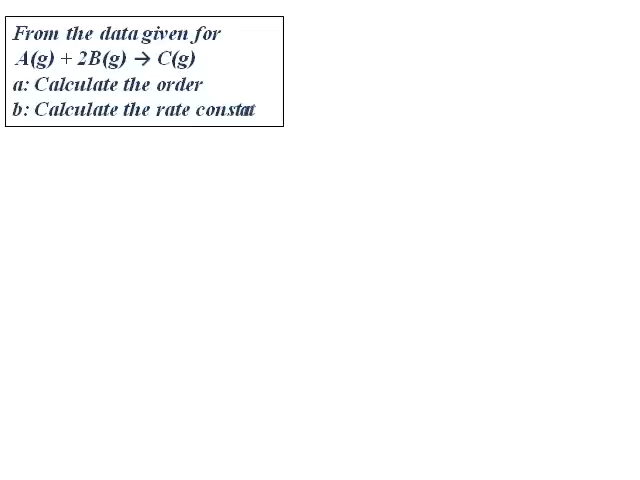 From the data given for
A(g) + 2B(g) → C(g)
a: Calculate the order
b: Calculate the rate constat